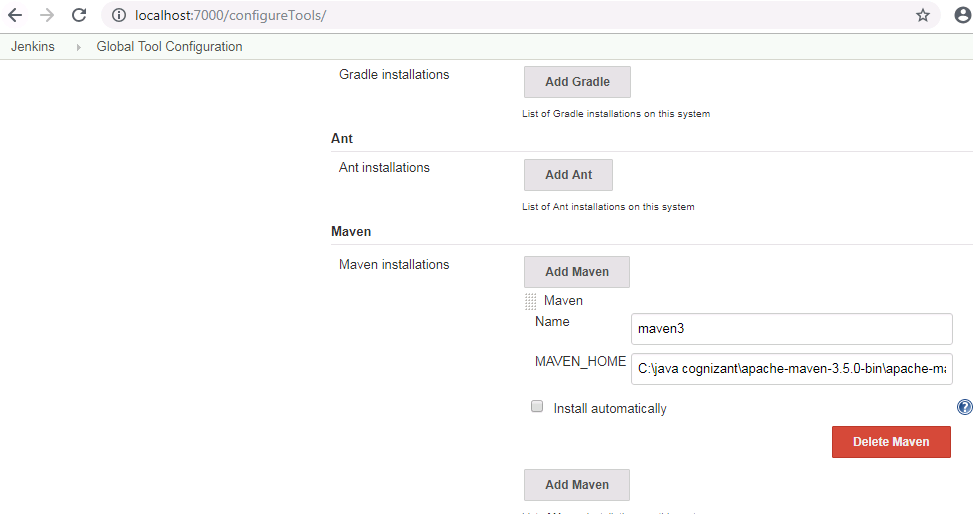 localhost:7000/configureTools/
Jenkins Global Tool Configuration
Gradle installations
Add Gradle
List of Gradle installations on this system
Ant
Ant installations
Add Ant
List of Ant installations on this system
Maven
Maven installations
Add Maven
Maven
Name
maven3
MAVEN_HOME
C:\java cognizant\apache-maven-3.5.0-bin\apache-ma
Install automatically
?
Delete Maven
Add Maven